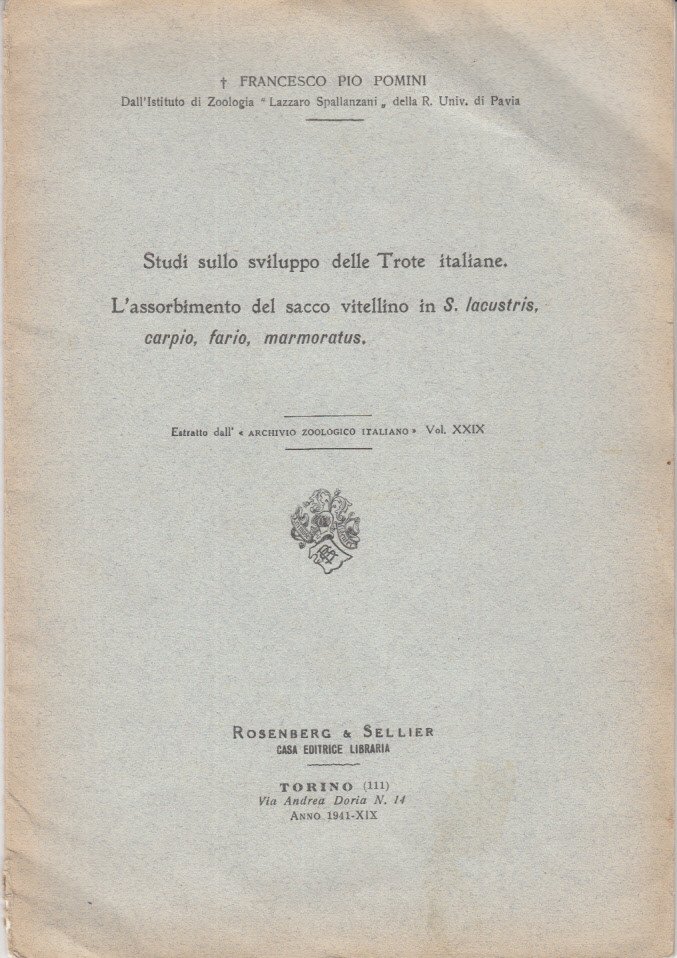 † FRANCESCO PIO POMINI
Dall'Istituto di Zoologia “ Lazzaro Spallanzani „ della R. Univ. di Pavia
Studi sullo sviluppo delle Trote italiane.
L'assorbimento del sacco vitellino in S. lacustris,
carpio, fario, marmoratus.
Estratto dall' « ARCHIVIO ZOOLOGICO ITALIANO » Vol. XXIX
ROSENBERG & SELLIER
CASA EDITRICE LIBRARIA
TORINO (111)
Via Andrea Doria N. 14
ANNO 1941-XIX